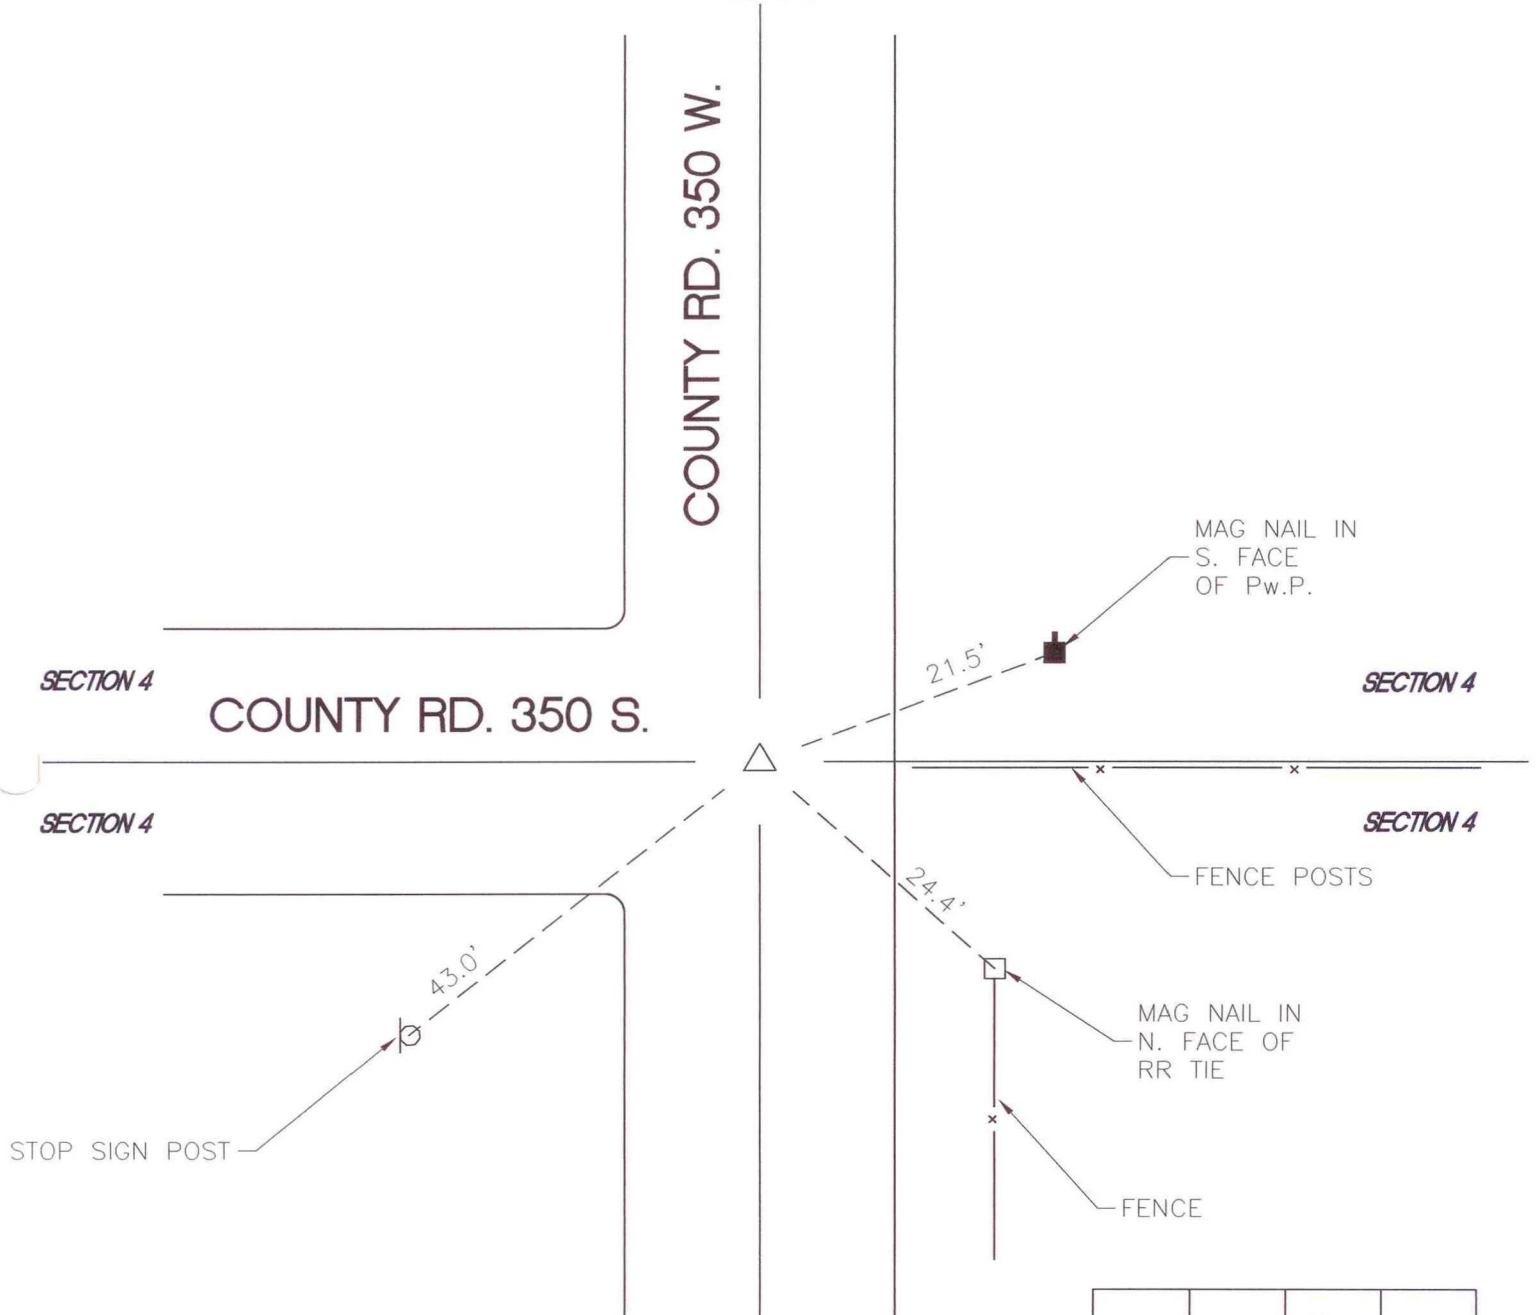 COUNTY RD. 350 W.
MAG NAIL IN
S. FACE
OF Pw.P.
21.5'
SECTION 4
SECTION 4
COUNTY RD. 350 S.
SECTION 4
SECTION 4
FENCE POSTS
24.4'
43.0'
MAG NAIL IN
N. FACE OF
RR TIE
STOP SIGN POST
FENCE